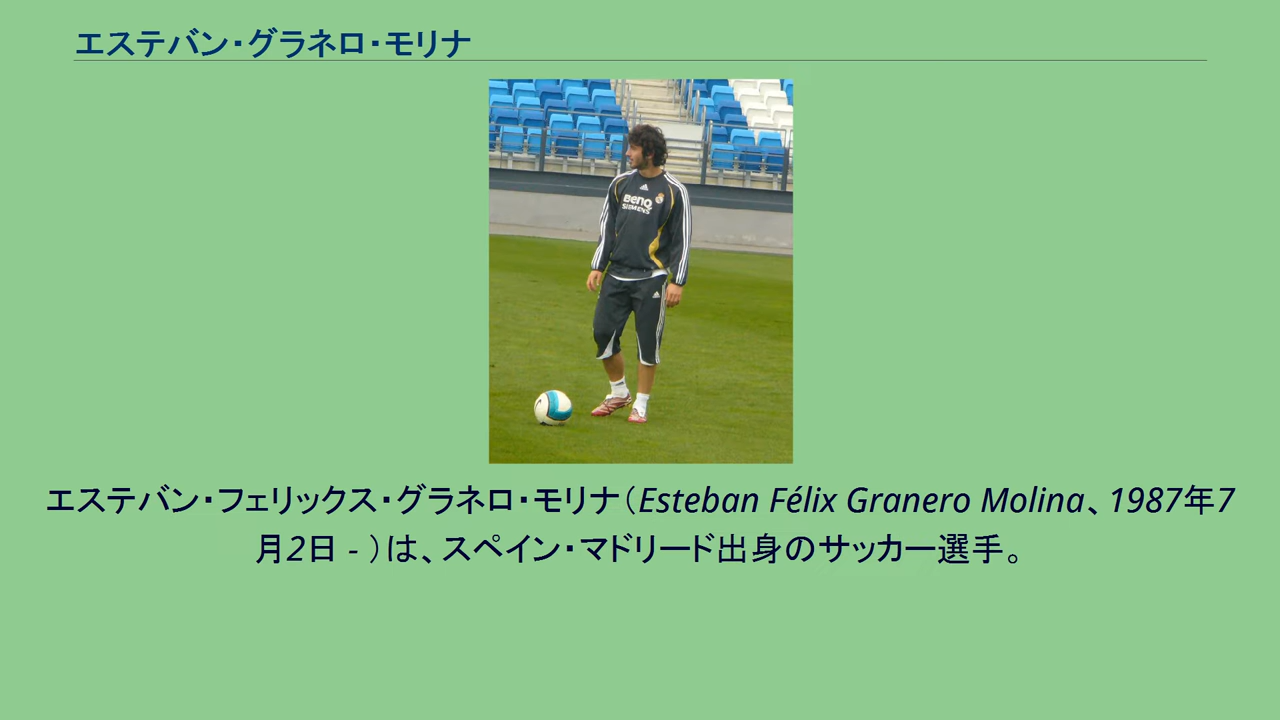 エステバン・グラネロ・モリナ
BenQ
SIEMENS
エステバン・フェリックス・グラネロ・モリナ（Esteban Félix Granero Molina、1987年7
月2日 - ）は、スペイン・マドリード出身のサッカー選手。